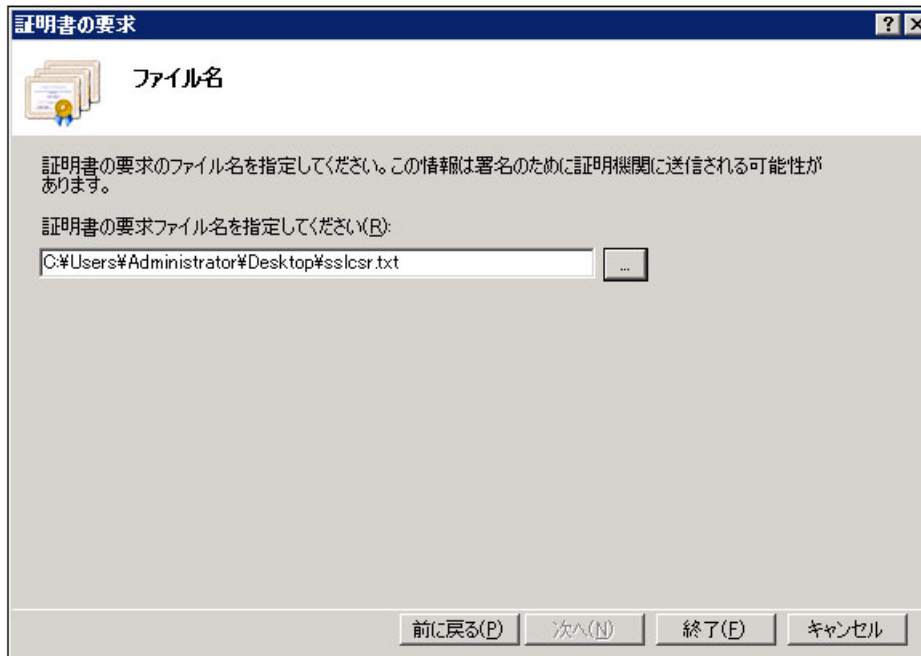 証明書の要求
ファイル名
証明書の要求のファイル名を指定してください。この情報は署名のために証明機関に送信される可能性が
あります。
証明書の要求ファイル名を指定してください(R):
C:¥Users¥Administrator¥Desktop¥sslcsr.txt
...
前に戻る(P)
次へ(N)
終了(F)
キャンセル